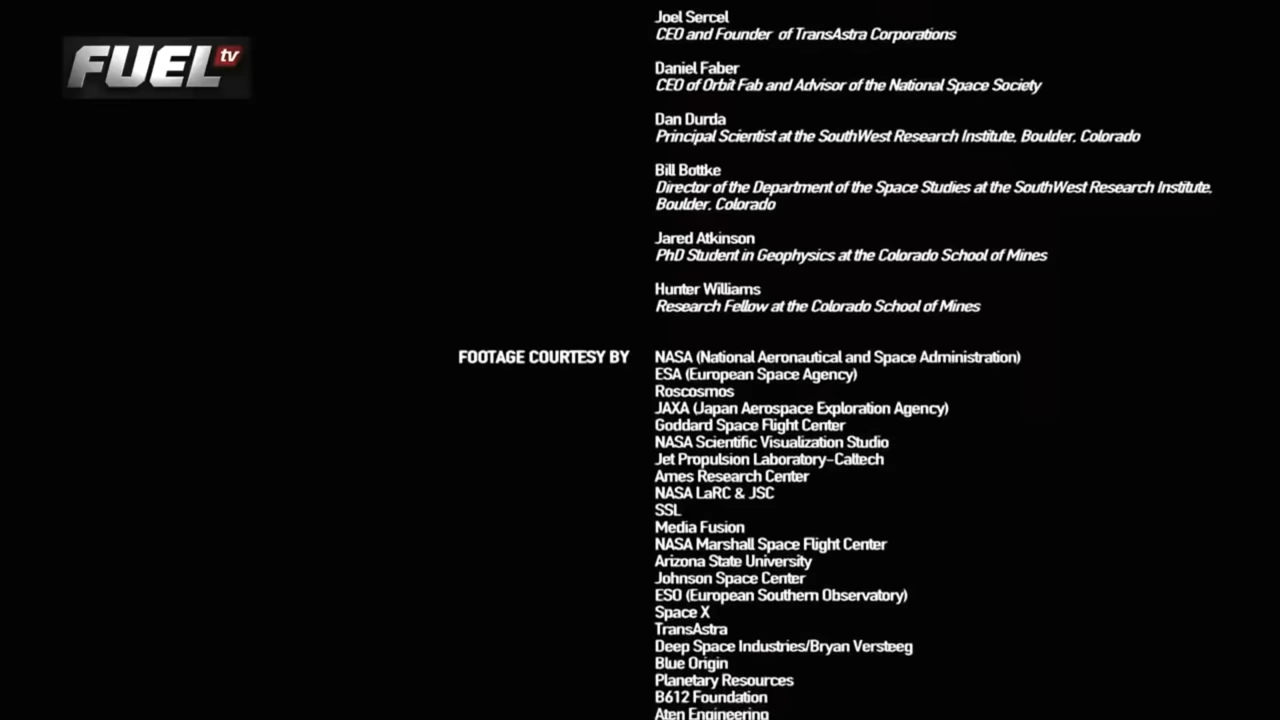 FUEL tv
Joel Sercel
CEO and Founder of TransAstra Corporations
Daniel Faber
CEO of Orbit Fab and Advisor of the National Space Society
Dan Durda
Principal Scientist at the SouthWest Research Institute, Boulder, Colorado
Bill Bottke
Director of the Department of the Space Studies at the SouthWest Research Institute,
Boulder, Colorado
Jared Atkinson
PhD Student in Geophysics at the Colorado School of Mines
Hunter Williams
Research Fellow at the Colorado School of Mines
FOOTAGE COURTESY BY NASA (National Aeronautical and Space Administration)
ESA (European Space Agency)
Roscosmos
JAXA (Japan Aerospace Exploration Agency)
Goddard Space Flight Center
NASA Scientific Visualization Studio
Jet Propulsion Laboratory-Caltech
Ames Research Center
NASA LaRC & JSC
SSL
Media Fusion
NASA Marshall Space Flight Center
Arizona State University
Johnson Space Center
ESO (European Southern Observatory)
Space X
TransAstra
Deep Space Industries/Bryan Versteeg
Blue Origin
Planetary Resources
B612 Foundation
Aten Engineering